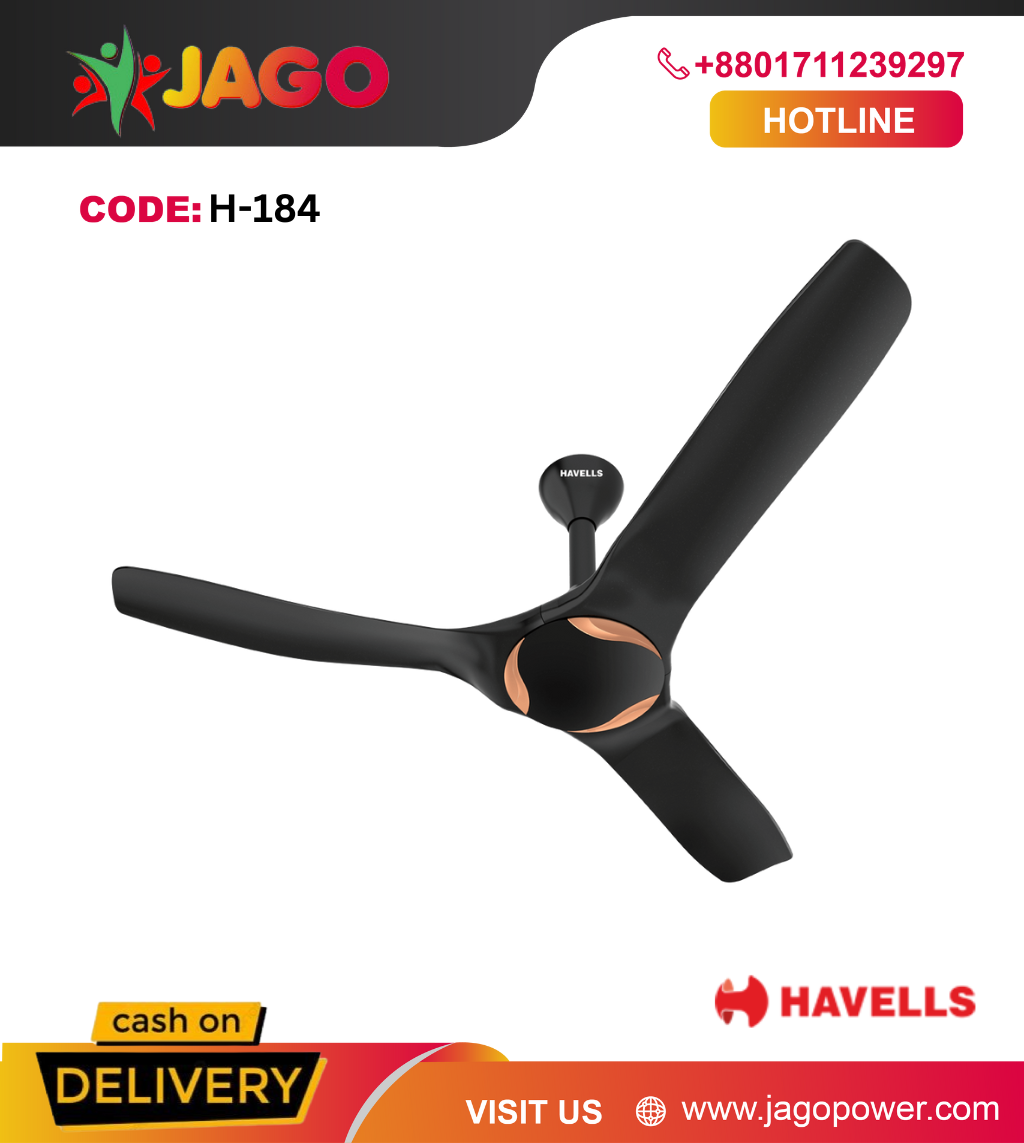 JAGO
+8801711239297
HOTLINE
CODE: H-184
HAVELLS
HAVELLS
cash on
DELIVERY
VISIT US www.jagopower.com